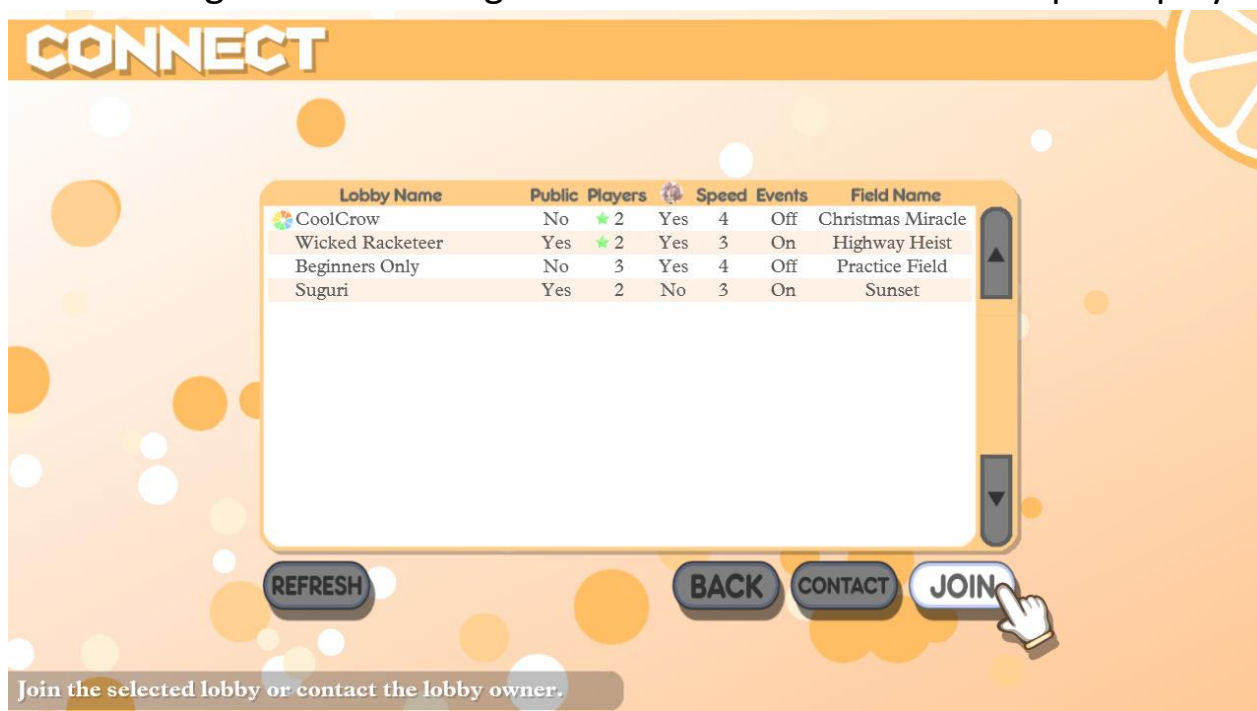 CONNECT
Lobby Name Public Players Speed Events Field Name
CoolCrow No 2 Yes 4 Off Christmas Miracle
Wicked Racketeer Yes 2 Yes 3 On Highway Heist
Beginners Only No 3 Yes 4 Off Practice Field
Suguri Yes 2 No 3 On Sunset
REFRESH BACK CONTACT JOIN
Join the selected lobby or contact the lobby owner.